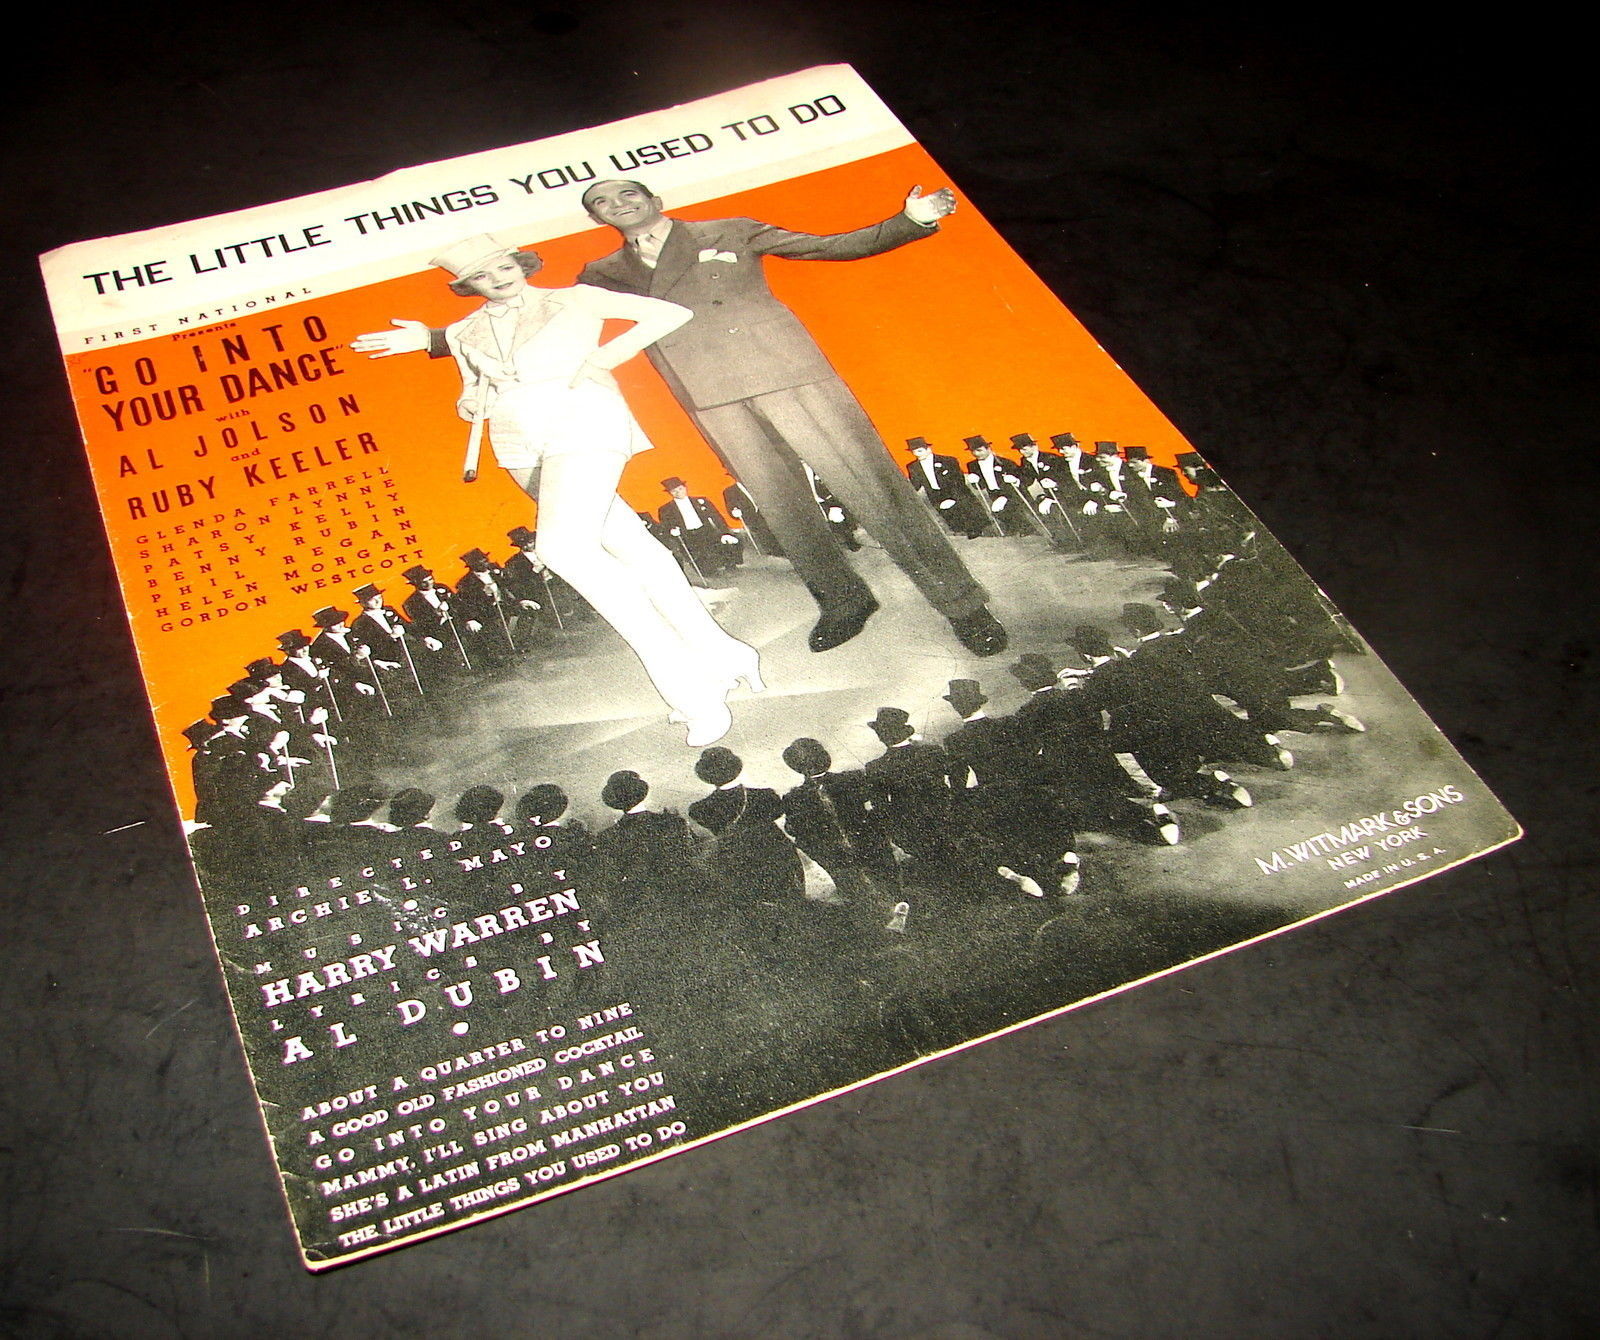 THE LITTLE THINGS YOU USED TO DO
FIRST NATIONAL
Presents
"GO INTO
YOUR DANCE"
with
AL JOLSON
and
RUBY KEELER
GLENDA FARRELL
SHARON LYNNE
PATSY KELLY
BENNY RUBIN
PHIL REGAN
HELEN MORGAN
GORDON WESTCOTT
DIRECTED BY
ARCHIE L. MAYO
MUSIC BY
HARRY WARREN
LYRICS BY
AL DUBIN
ABOUT A QUARTER TO NINE
A GOOD OLD FASHIONED COCKTAIL
GO INTO YOUR DANCE
MAMMY, I'LL SING ABOUT YOU
SHE'S A LATIN FROM MANHATTAN
THE LITTLE THINGS YOU USED TO DO
M. WITMARK & SONS
NEW YORK
MADE IN U.S.A.